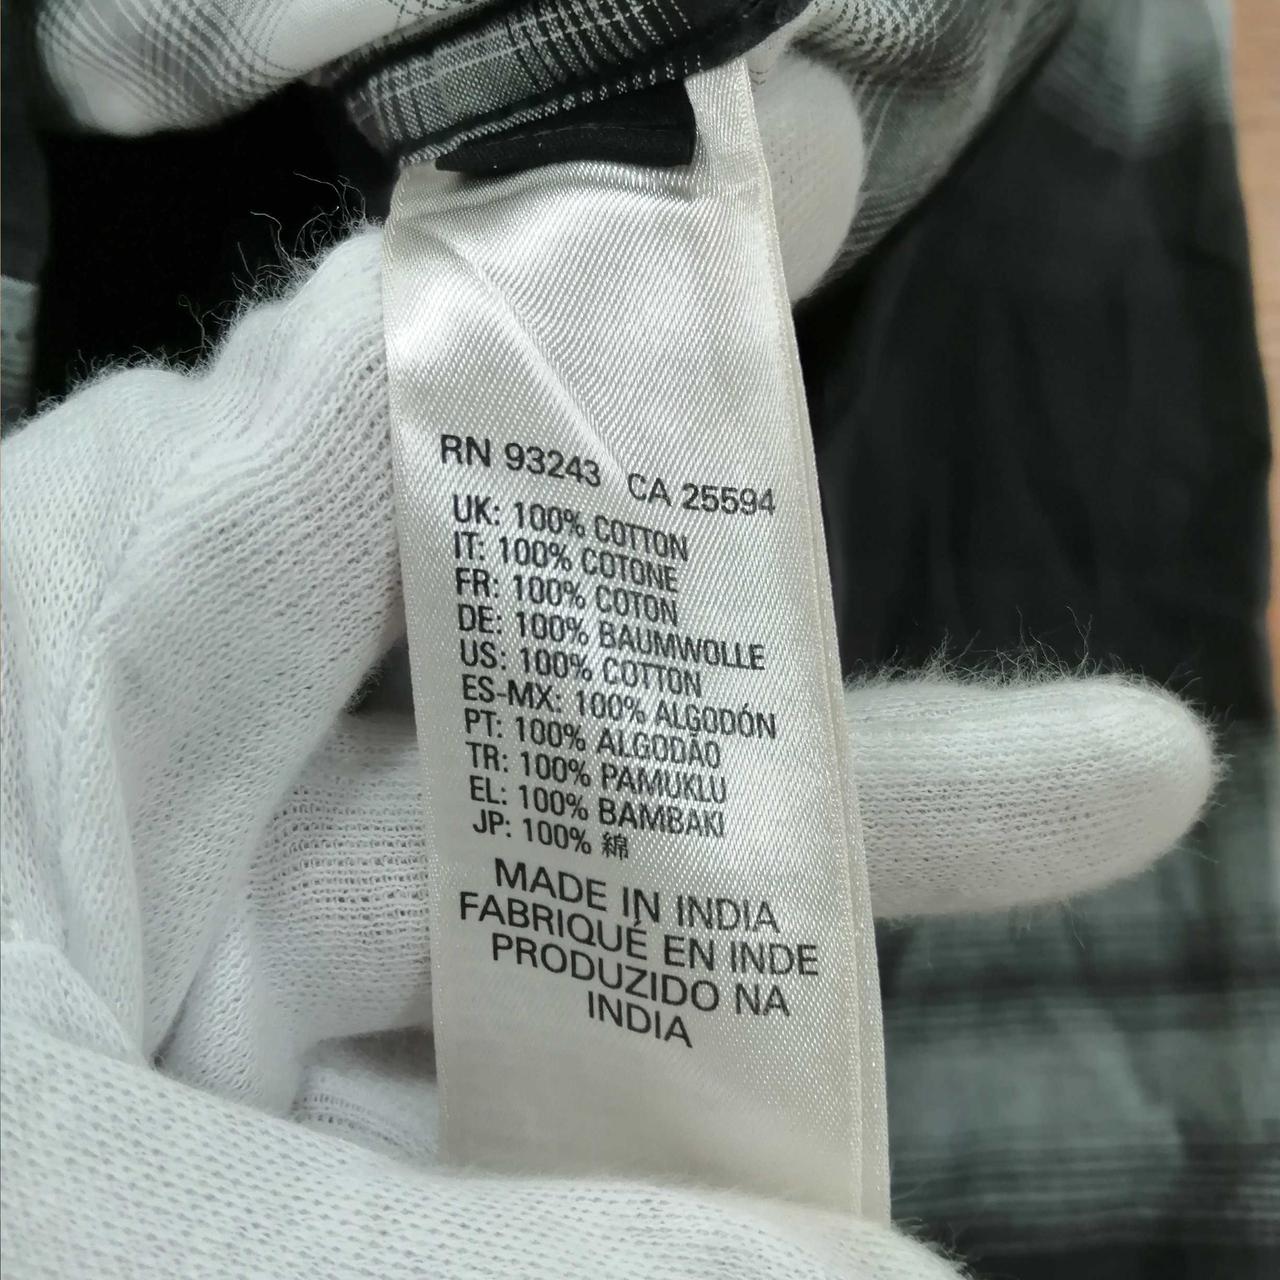 RN 93243 CA 25594
UK: 100% COTTON
IT: 100% COTONE
FR: 100% COTON
DE: 100% BAUMWOLLE
US: 100% COTTON
ES-MX: 100% ALGODÓN
PT: 100% ALGODÃO
TR: 100% PAMUKLU
EL: 100% BAMBAKI
JP: 100% 綿
MADE IN INDIA
FABRIQUÉ EN INDE
PRODUZIDO NA
INDIA